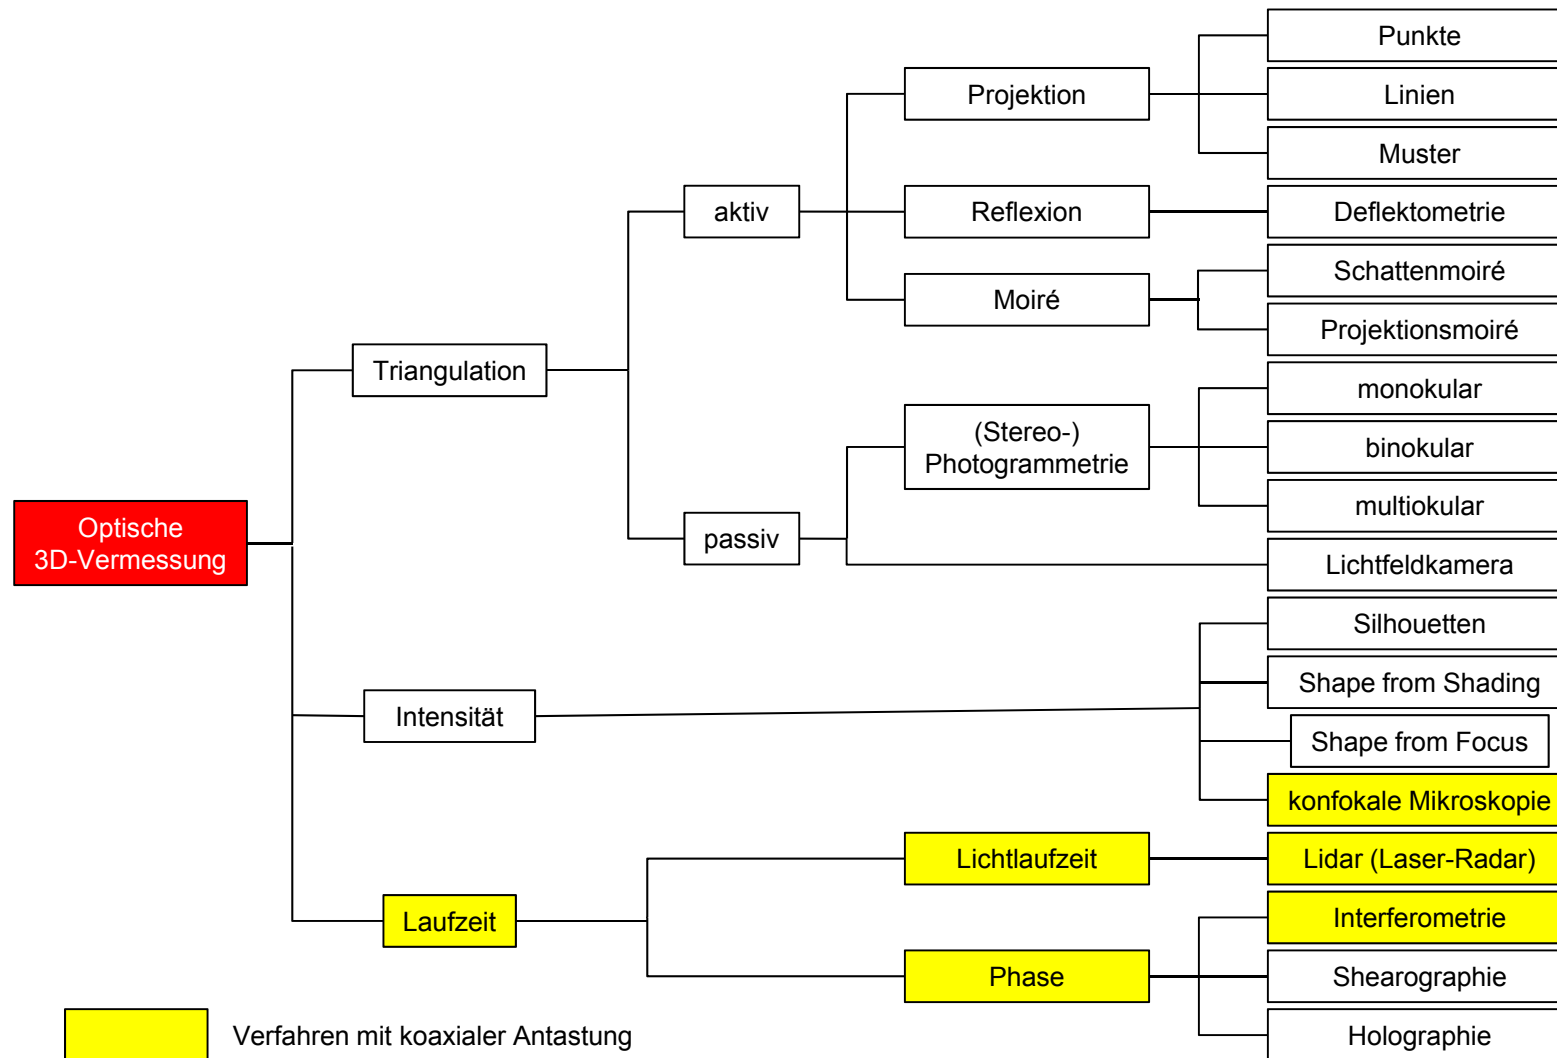 Punkte
Projektion
Linien
Muster
aktiv
Reflexion
Deflektometrie
Schattenmoiré
Moiré
Projektionsmoiré
Triangulation
monokular
(Stereo-)
Photogrammetrie
binokular
multiokular
Optische
3D-Vermessung
passiv
Lichtfeldkamera
Silhouetten
Shape from Shading
Intensität
Shape from Focus
konfokale Mikroskopie
Lichtlaufzeit
Lidar (Laser-Radar)
Laufzeit
Interferometrie
Phase
Shearographie
Verfahren mit koaxialer Antastung
Holographie